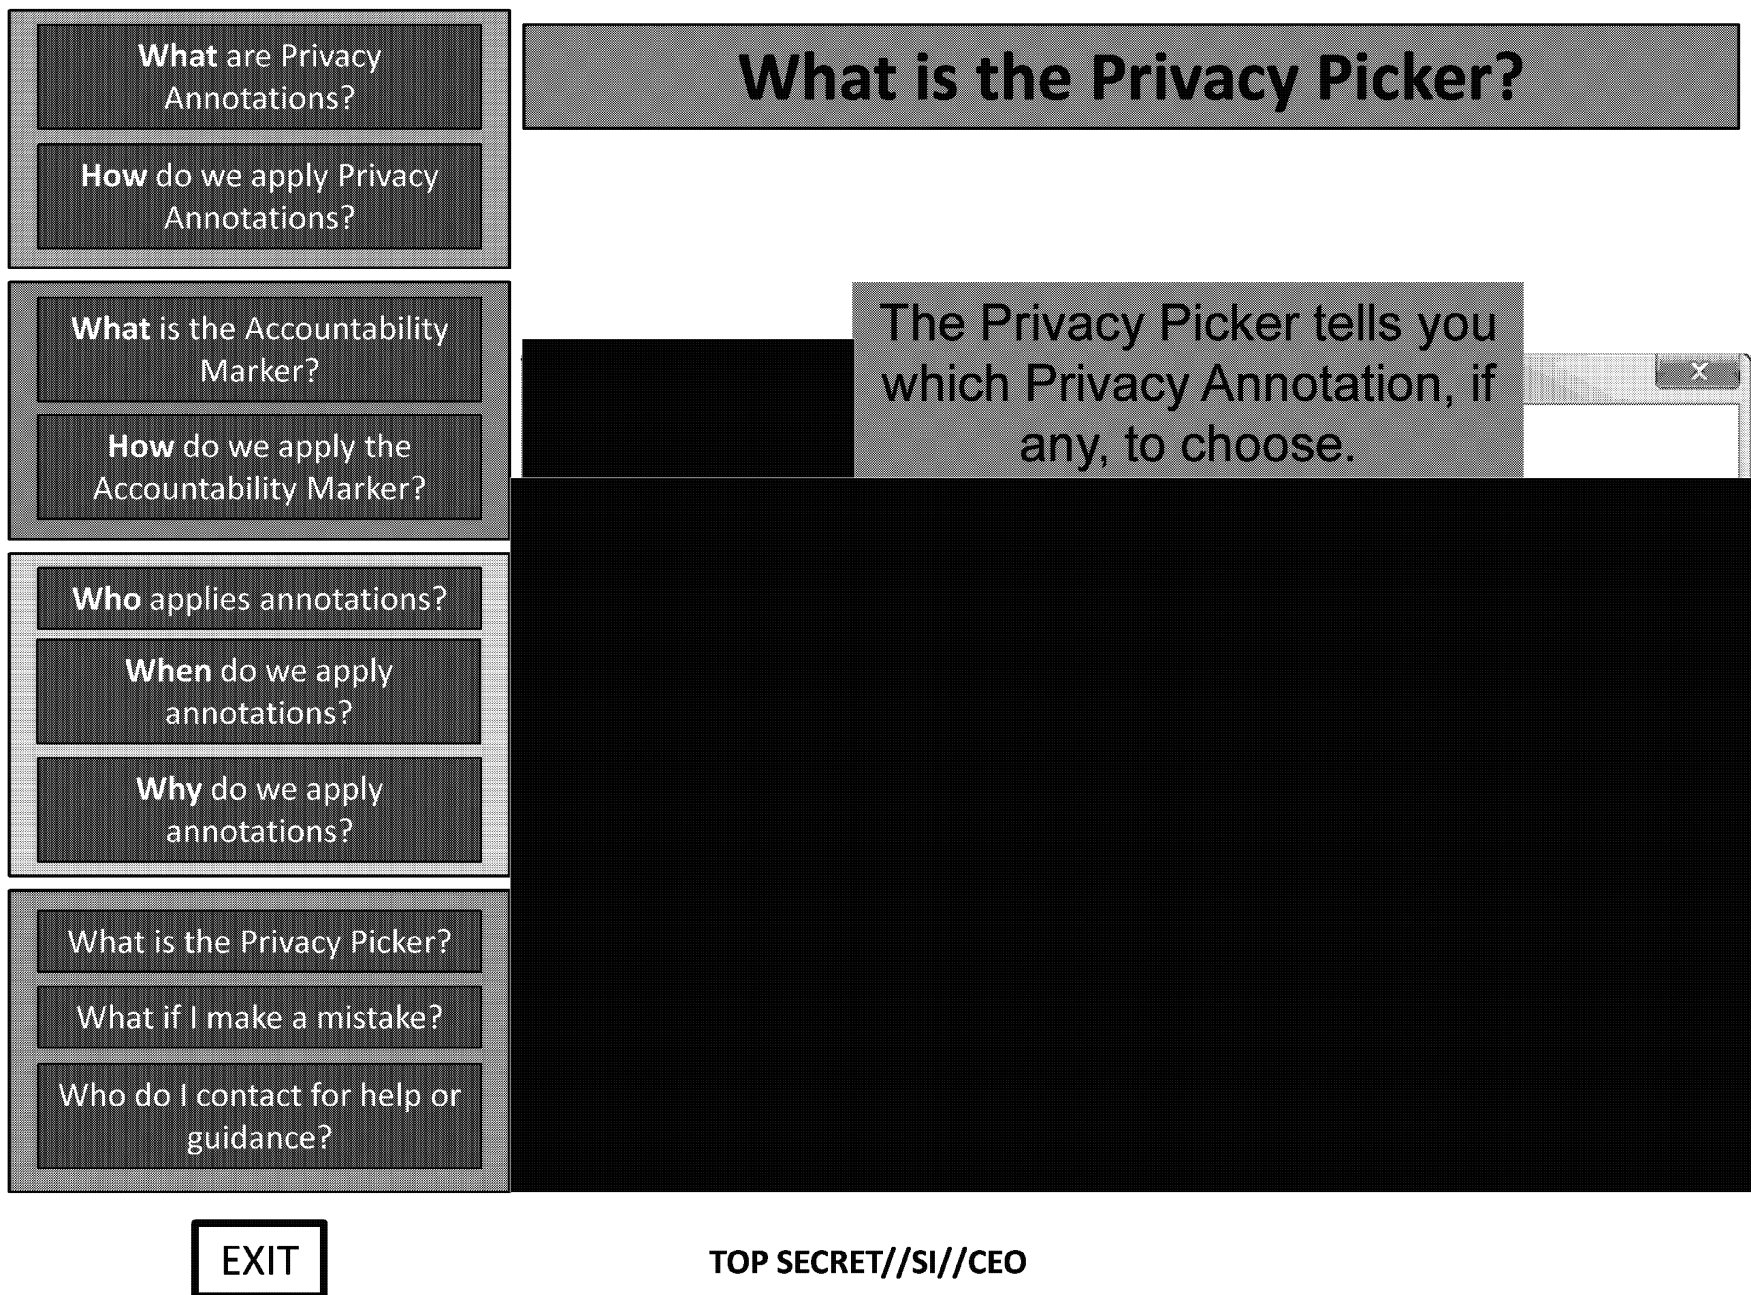 What are Privacy
Annotations?
How do we apply Privacy
Annotations?
What is the Accountability
Marker?
How do we apply the
Accountability Marker?
Who applies annotations?
When do we apply
annotations?
Why do we apply
annotations?
What is the Privacy Picker?
What if I make a mistake?
Who do I contact for help or
guidance?
EXIT
What is the Privacy Picker?
The Privacy Picker tells you
which Privacy Annotation, if
any, to choose.
TOP SECRET//SI//CEO